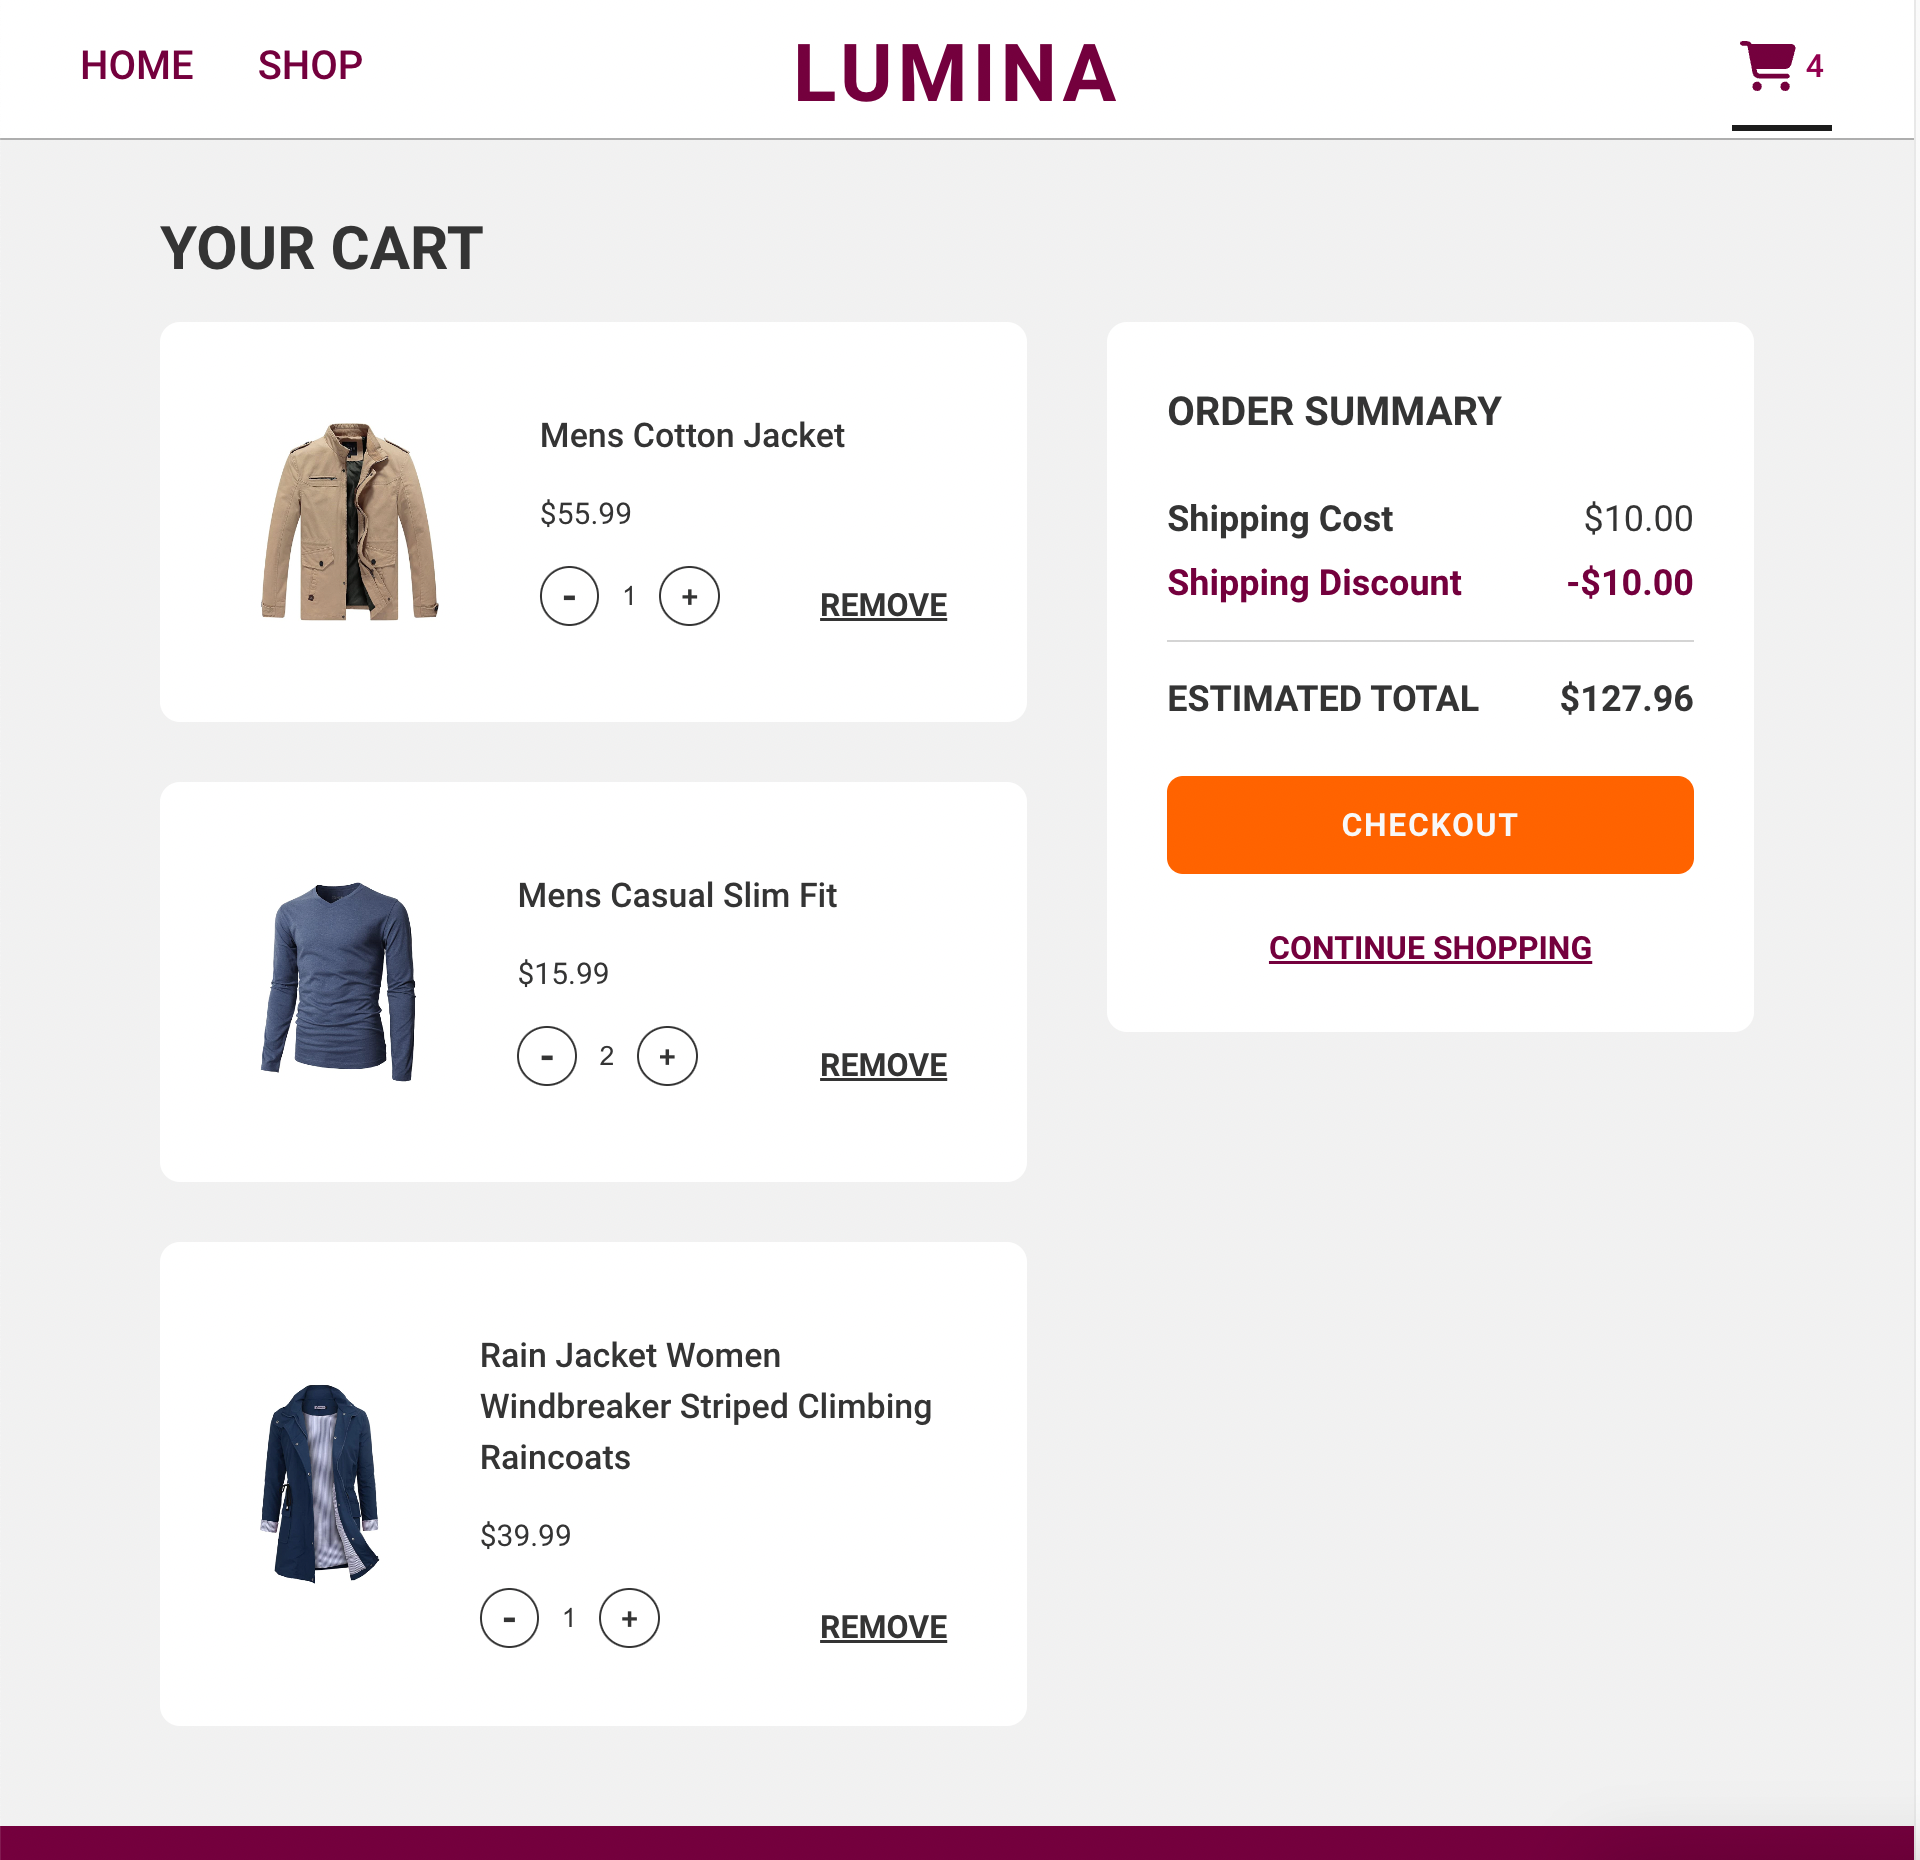 HOME
SHOP
LUMINA
4
YOUR CART
Mens Cotton Jacket
$55.99
- 1 +
REMOVE
Mens Casual Slim Fit
$15.99
- 2 +
REMOVE
Rain Jacket Women
Windbreaker Striped Climbing
Raincoats
$39.99
- 1 +
REMOVE
ORDER SUMMARY
Shipping Cost $10.00
Shipping Discount -$10.00
ESTIMATED TOTAL $127.96
CHECKOUT
CONTINUE SHOPPING